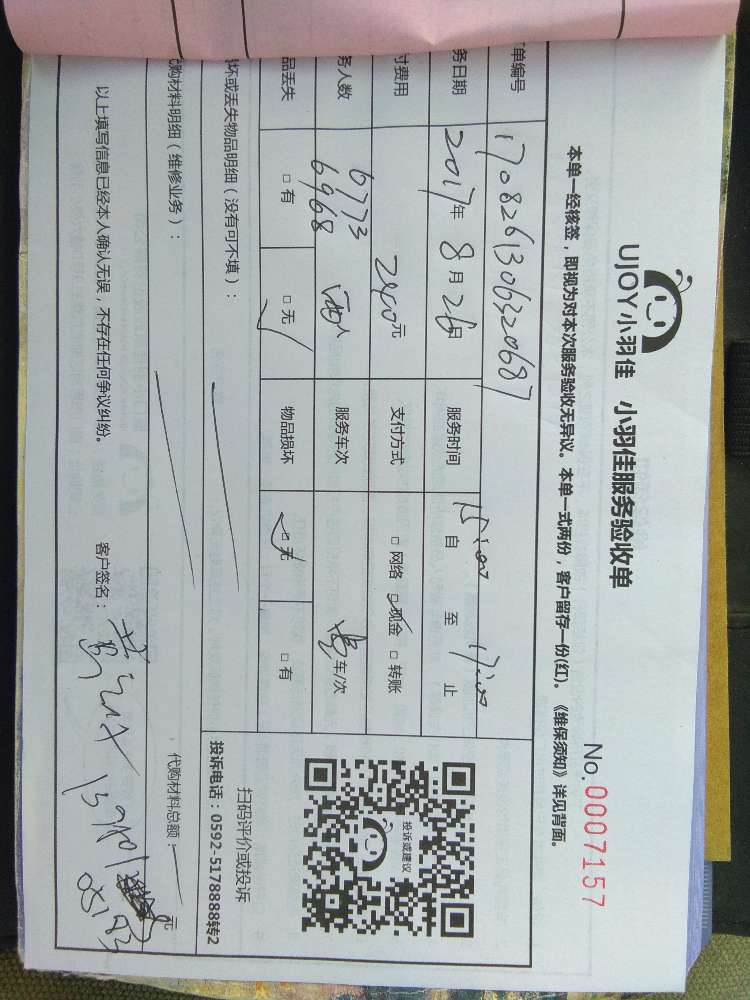 UJOY小羽佳 小羽佳服务验收单
No.0007157
本单一经核签，即视为对本次服务验收无异议。本单一式两份，客户留存一份(红)。《维保须知》详见背面。
单编号 17082613063220687
务日期 2017年8月26日 服务时间 15:00 自 至 17:00 止
付费用 240元 支付方式 □ 网络 □ 现金 □ 转账
务人数 6773 6968 两人 服务车次 车/次
品丢失 □ 有 □ 无 物品损坏 □ 无 □ 有
坏或丢失物品明细（没有可不填）：
代购材料明细（维修业务）：
代购材料总额： 元
以上填写信息已经本人确认无误，不存在任何争议纠纷。 客户签名：
投诉或建议
扫码评价或投诉
投诉电话：0592-5178888转2